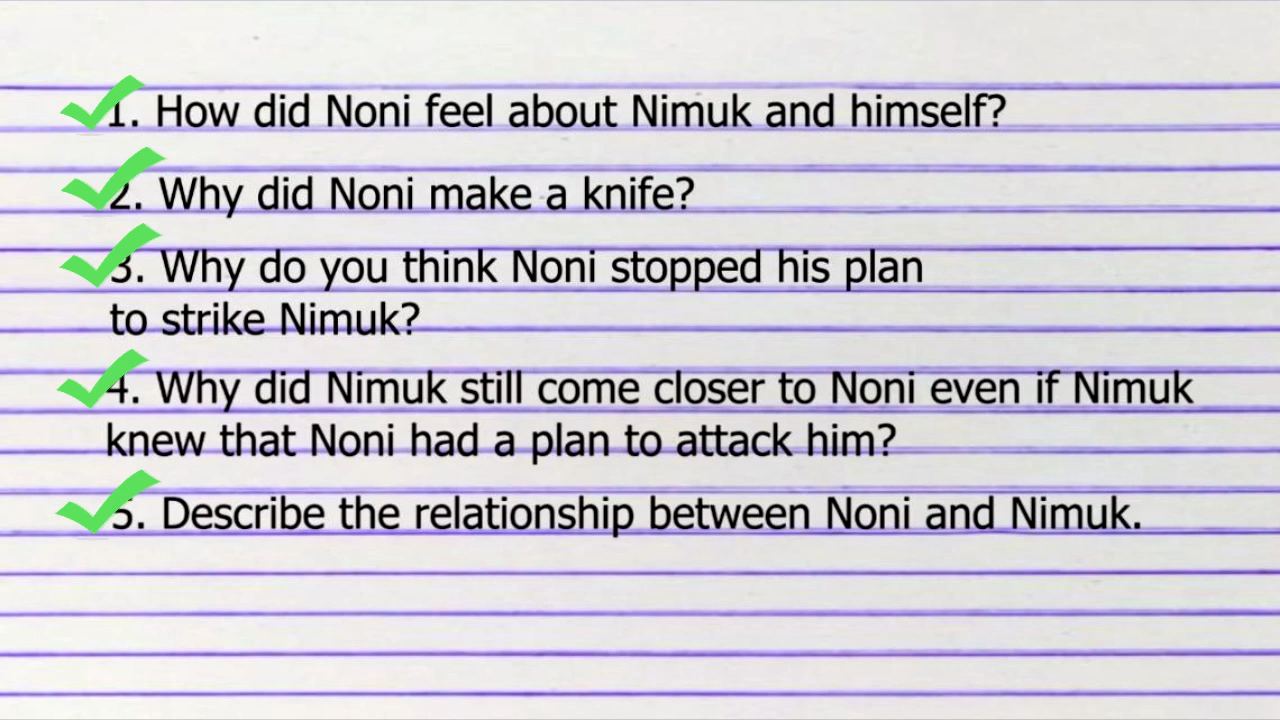 1. How did Noni feel about Nimuk and himself?
2. Why did Noni make a knife?
3. Why do you think Noni stopped his plan
to strike Nimuk?
4. Why did Nimuk still come closer to Noni even if Nimuk
knew that Noni had a plan to attack him?
5. Describe the relationship between Noni and Nimuk.